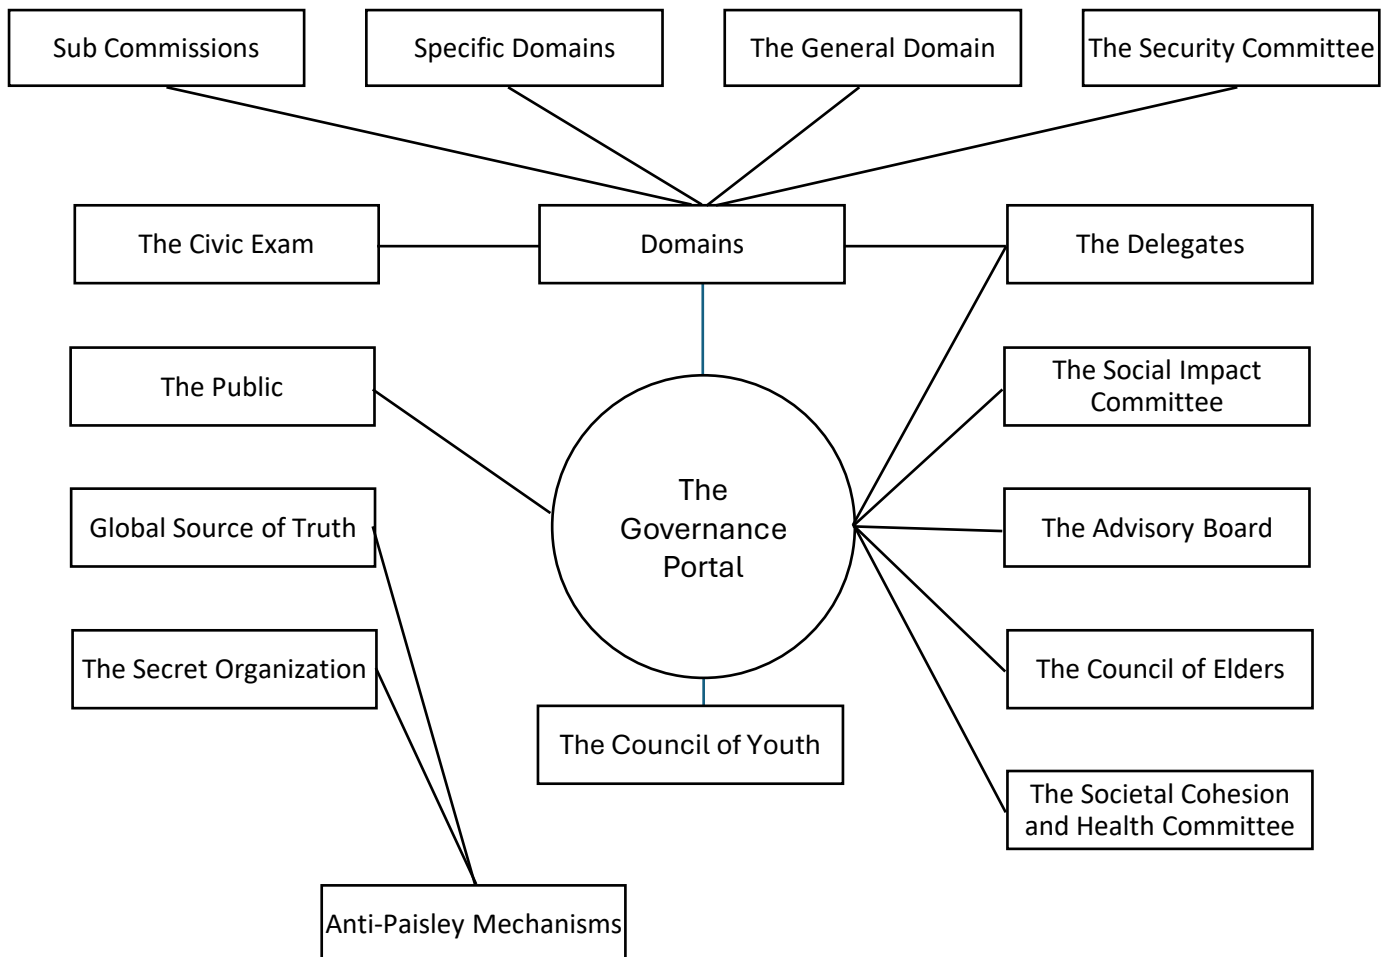 Sub Commissions
Specific Domains
The General Domain
The Security Committee
The Civic Exam
Domains
The Delegates
The Public
The Social Impact
Committee
The
Governance
Portal
Global Source of Truth
The Advisory Board
The Secret Organization
The Council of Elders
The Council of Youth
The Societal Cohesion
and Health Committee
Anti-Paisley Mechanisms